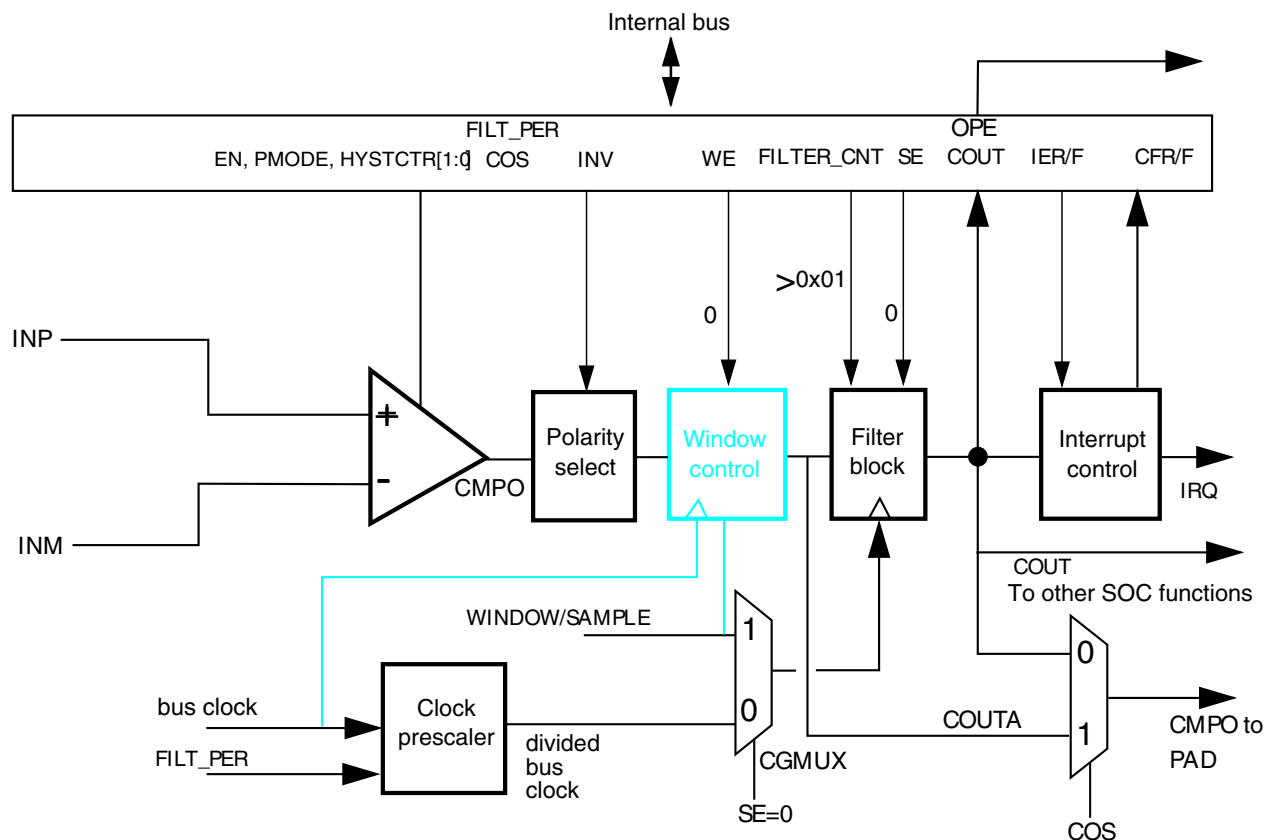 Internal bus
FILT_PER
OPE
EN, PMODE, HYSTCTR[1:0] COS INV WE FILTER_CNT SE COUT IER/F CFR/F
>0x01
0
0
INP
+
Polarity
select
Window
control
Filter
block
Interrupt
control
-
CMPO
IRQ
INM
COUT
To other SOC functions
WINDOW/SAMPLE
1
0
bus clock
Clock
prescaler
0
COUTA
1
CMPO to
PAD
divided
bus
clock
FILT_PER
CGMUX
SE=0
COS